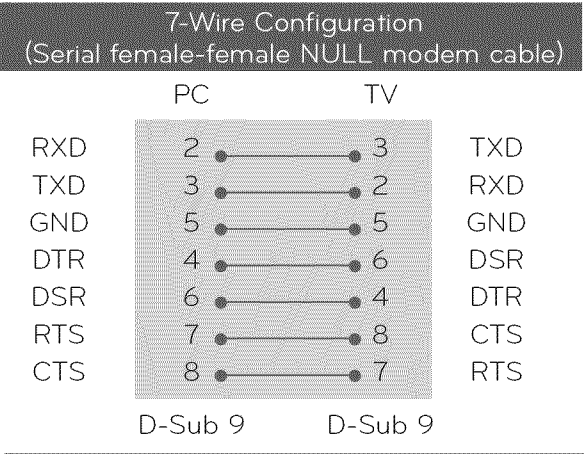 7-Wire Configuration
(Serial female-female NULL modem cable)
PC TV
RXD 2 3 TXD
TXD 3 2 RXD
GND 5 5 GND
DTR 4 6 DSR
DSR 6 4 DTR
RTS 7 8 CTS
CTS 8 7 RTS
D-Sub 9 D-Sub 9